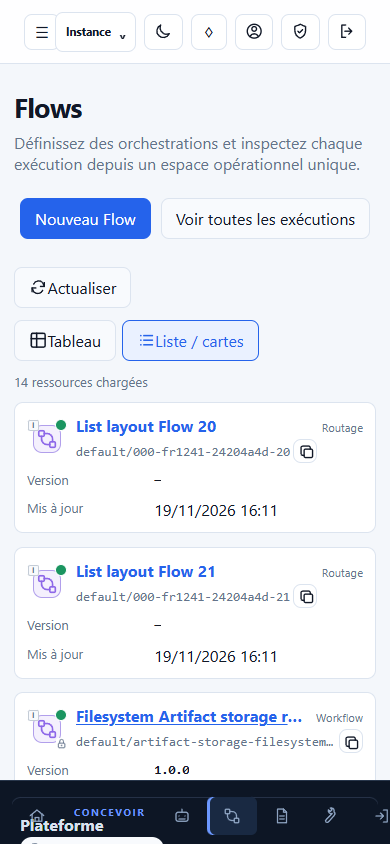 Instance
Flows
Définissez des orchestrations et inspectez chaque
exécution depuis un espace opérationnel unique.
Nouveau Flow
Voir toutes les exécutions
Actualiser
Tableau
Liste / cartes
14 ressources chargées
I
List layout Flow 20
Routage
default/000-fr1241-24204a4d-20
Version
–
Mis à jour
19/11/2026 16:11
I
List layout Flow 21
Routage
default/000-fr1241-24204a4d-21
Version
–
Mis à jour
19/11/2026 16:11
I
Filesystem Artifact storage r...
Workflow
default/artifact-storage-filesystem…
Version
1.0.0
CONCEVOIR
Plateforme